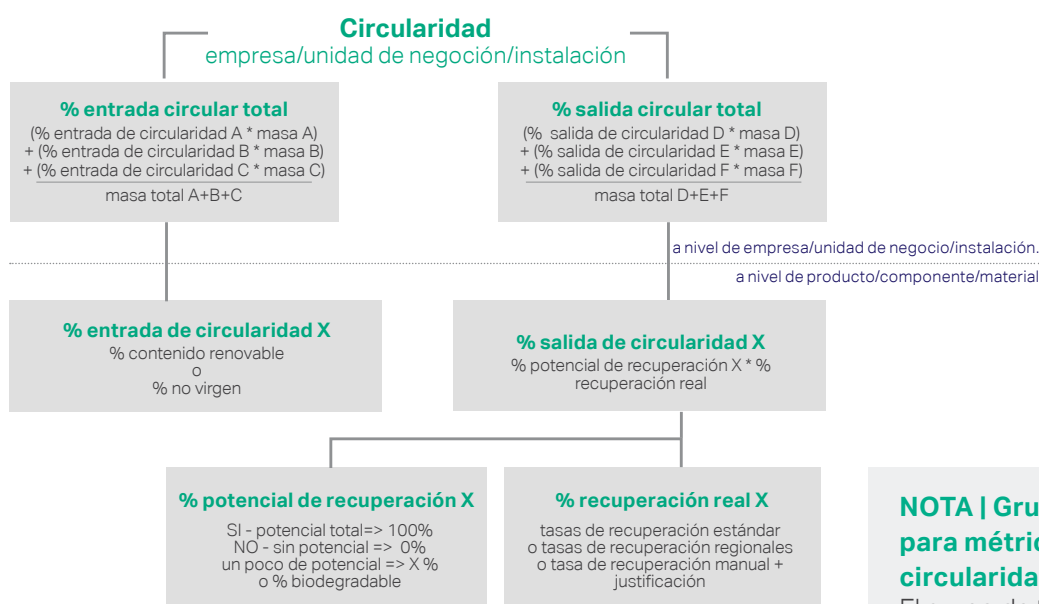 Circularidad
empresa/unidad de negoción/instalación
% entrada circular total
(% entrada de circularidad A * masa A)
+ (% entrada de circularidad B * masa B)
+ (% entrada de circularidad C * masa C)
masa total A+B+C
% salida circular total
(% salida de circularidad D * masa D)
+ (% salida de circularidad E * masa E)
+ (% salida de circularidad F * masa F)
masa total D+E+F
a nivel de empresa/unidad de negocio/instalación.
a nivel de producto/componente/material
% entrada de circularidad X
% contenido renovable
o
% no virgen
% salida de circularidad X
% potencial de recuperación X * %
recuperación real
% potencial de recuperación X
SI - potencial total=> 100%
NO - sin potencial => 0%
un poco de potencial => X %
o % biodegradable
% recuperación real X
tasas de recuperación estándar
o tasas de recuperación regionales
o tasa de recuperación manual +
justificación
NOTA | Gru
para métric
circularida